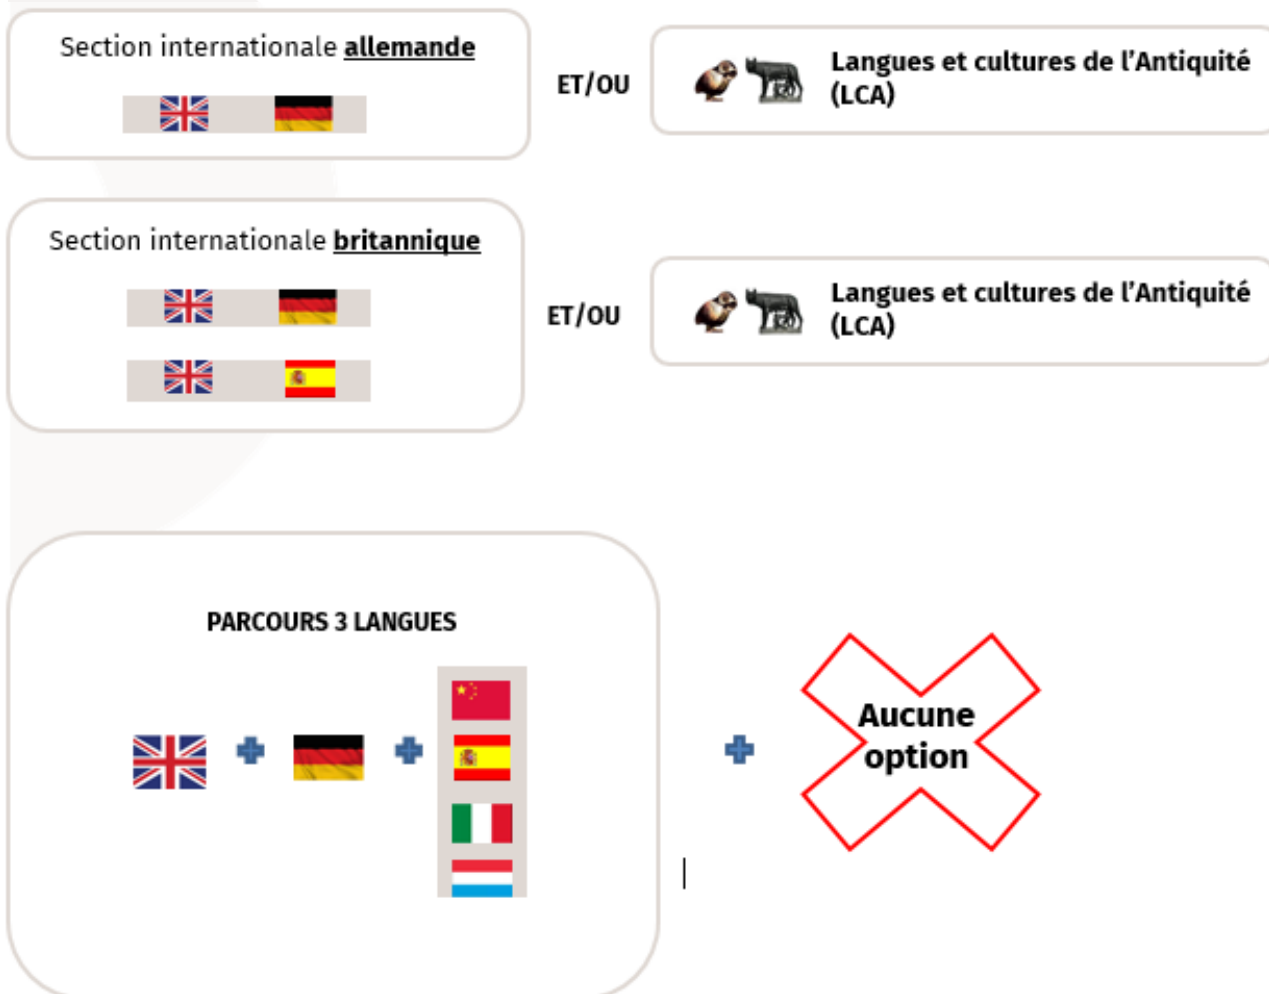 Section internationale allemande
ET/OU
Langues et cultures de l'Antiquité
(LCA)
Section internationale britannique
ET/OU
Langues et cultures de l'Antiquité
(LCA)
PARCOURS 3 LANGUES
Aucune
option